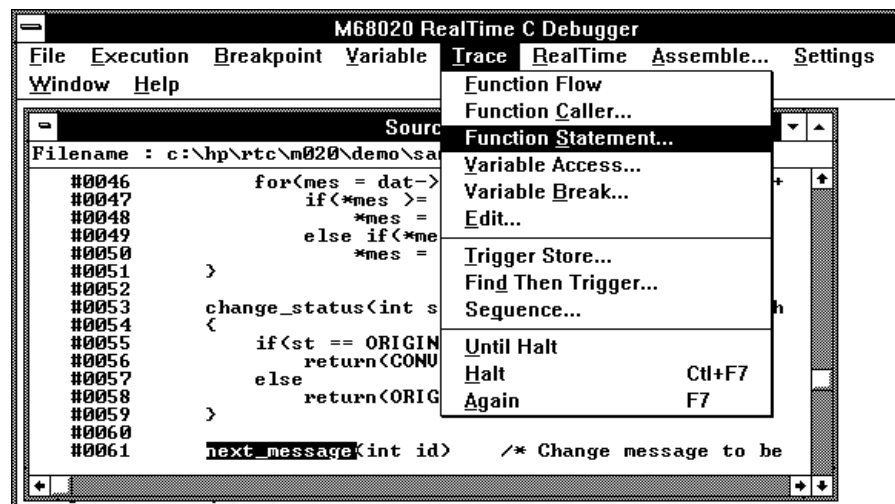 M68020 RealTime C Debugger
File Execution Breakpoint Variable Trace RealTime Assemble... Settings
Window Help
Function Flow
Function Caller...
Function Statement...
Variable Access...
Variable Break...
Edit...
Trigger Store...
Find Then Trigger...
Sequence...
Until Halt
Halt Ctl+F7
Again F7
Sourc
Filename : c:\hp\rtc\m020\demo\sa
#0046 for(mes = dat-> +
#0047 if(*mes >=
#0048 *mes =
#0049 else if(*me
#0050 *mes =
#0051 }
#0052
#0053 change_status(int s h
#0054 {
#0055 if(st == ORIGIN
#0056 return(CONV
#0057 else
#0058 return(ORIG
#0059 }
#0060
#0061 next_message(int id) /* Change message to be